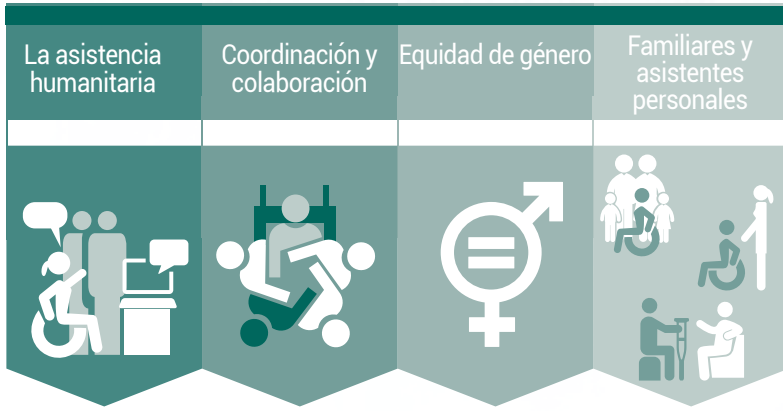 La asistencia
humanitaria
Coordinación y
colaboración
Equidad de género
Familiares y
asistentes
personales